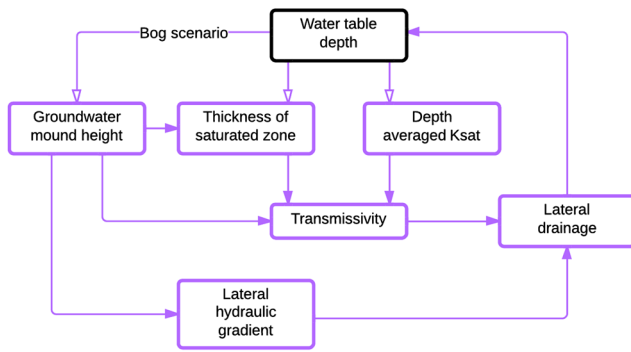 Water table
depth
Bog scenario
Groundwater
mound height
Thickness of
saturated zone
Depth
averaged Ksat
Transmissivity
Lateral
drainage
Lateral
hydraulic
gradient